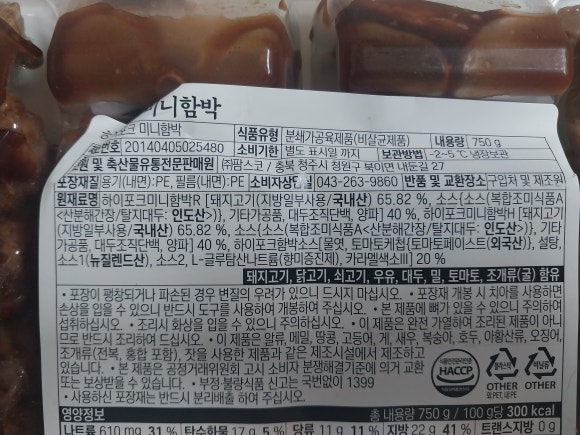 미니함박
미니함박
식품유형 분쇄가공육제품(비살균제품) 내용량 750 g
번호 20140405025480 소비기한 별도 표시일 까지 보관방법 -2~5 ℃ 냉장보관
원 및 축산물유통전문판매원 ㈜팜스코 / 충북 청주시 청원구 북이면 내둔길 27
포장재질 용기(내면):PE, 필름(내면):PE 소비자상담실 043-263-9860 반품 및 교환장소 구입처 및 제조원
원재료명 하이포크미니함박R [돼지고기(지방일부사용/국내산) 65.82 %, 소스{소스(복합조미식품A
<산분해간장/탈지대두: 인도산>)}, 기타가공품, 대두조직단백, 양파] 40 %, 하이포크미니함박H [돼지고기
(지방일부사용/국내산) 65.82 %, 소스{소스(복합조미식품A<산분해간장/탈지대두: 인도산>)}, 기타
가공품, 대두조직단백, 양파] 40 %, 하이포크함박소스[물엿, 토마토케첩{토마토페이스트(외국산)}, 설탕,
소스1(뉴질랜드산), 소스2, L-글루탐산나트륨(향미증진제), 카라멜색소Ⅲ] 20 %
돼지고기, 닭고기, 쇠고기, 우유, 대두, 밀, 토마토, 조개류(굴) 함유
• 포장이 팽창되거나 파손된 경우 변질의 우려가 있으니 드시지 마십시오. • 포장재 개봉 시 치아를 사용하면
손상을 입을 수 있으니 반드시 도구를 사용하여 개봉하여 주십시오. • 본 제품에 뼈가 있을 수 있으니 주의하여
섭취하십시오. • 조리시 화상을 입을 수 있으니 주의하십시오. • 이 제품은 완전 가열하여 조리된 제품이 아니
므로 반드시 조리하여 드십시오. • 이 제품은 알류, 메밀, 땅콩, 고등어, 게, 새우, 복숭아, 호두, 아황산류, 오징어,
조개류(전복, 홍합 포함), 잣을 사용한 제품과 같은 제조시설에서 제조하고
있습니다. • 본 제품은 공정거래위원회 고시 소비자 분쟁해결기준에 의거 교환
또는 보상받을 수 있습니다. • 부정·불량식품 신고는 국번없이 1399
• 사용하신 포장재는 반드시 분리배출 하여 주십시오.
HACCP
OTHER
OTHER
영양정보 총 내용량 750 g / 100 g당 300 kcal
나트륨 610 mg 31 % 탄수화물 17 g 5 % 당류 11 g 11 % 지방 22 g 41 % 트랜스지방 0 g